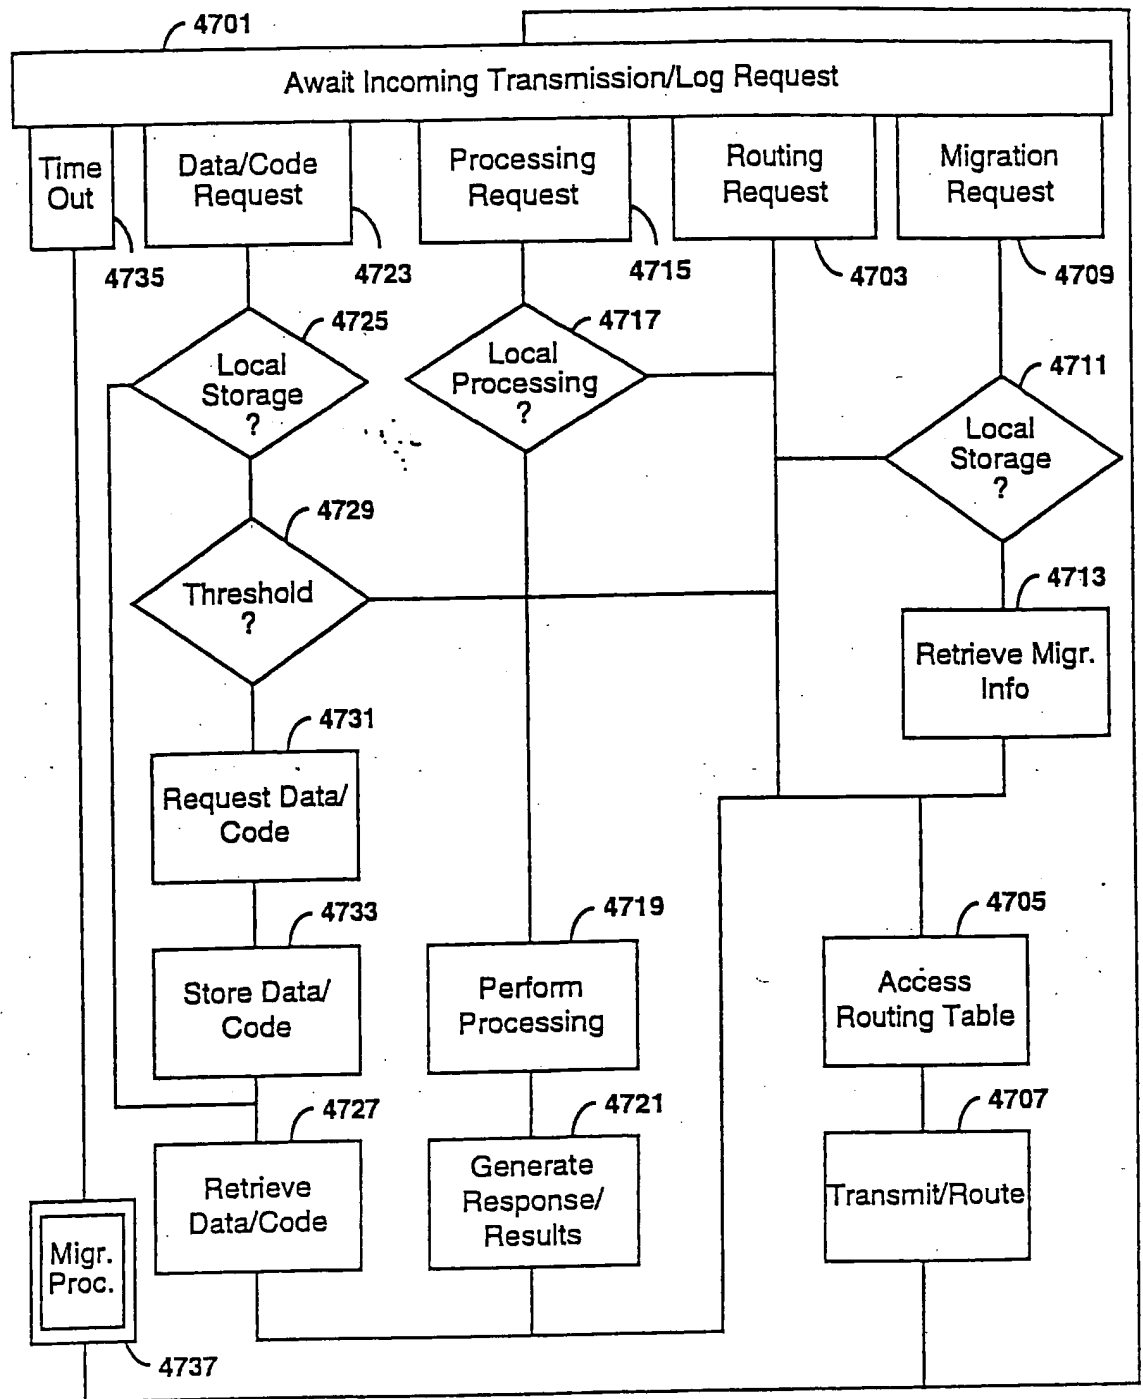 4701
Await Incoming Transmission/Log Request
Time
Out
Data/Code
Request
Processing
Request
Routing
Request
Migration
Request
4735
4723
4715
4703
4709
4725
Local
Storage
?
4717
Local
Processing
?
4711
Local
Storage
?
4729
Threshold
?
4713
Retrieve Migr.
Info
4731
Request Data/
Code
4733
Store Data/
Code
4719
Perform
Processing
4705
Access
Routing Table
4727
Retrieve
Data/Code
4721
Generate
Response/
Results
4707
Transmit/Route
Migr.
Proc.
4737